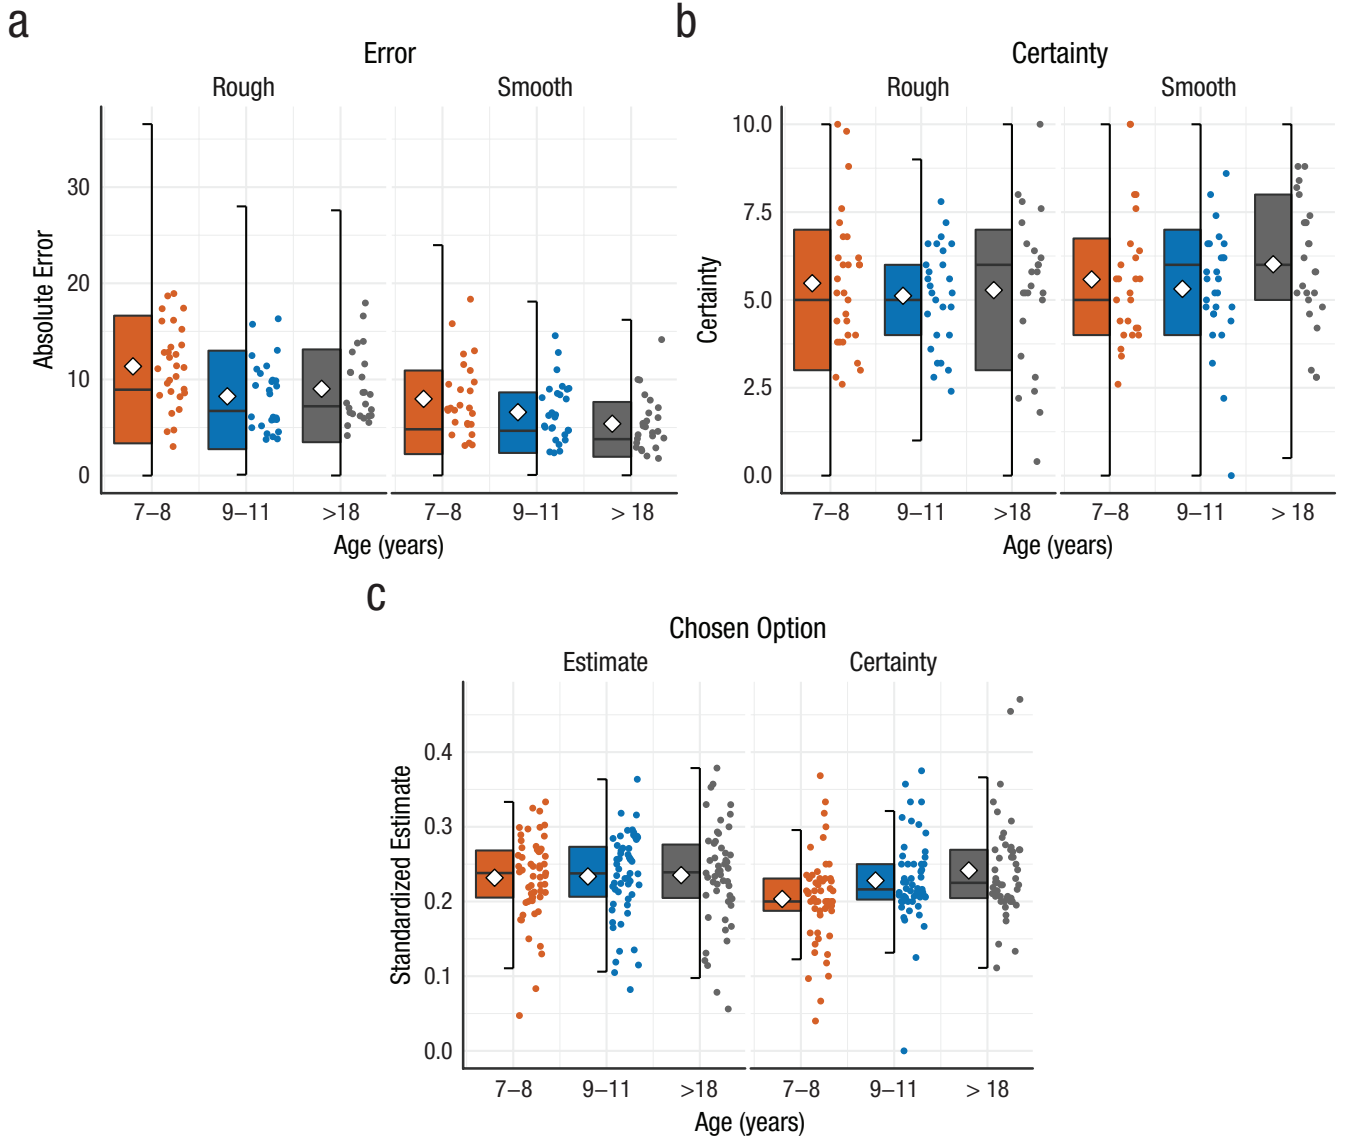 a
Error
Rough Smooth
Absolute Error
30
20
10
0
7–8 9–11 >18 7–8 9–11 > 18
Age (years)
b
Certainty
Rough Smooth
Certainty
10.0
7.5
5.0
2.5
0.0
7–8 9–11 >18 7–8 9–11 > 18
Age (years)
c
Chosen Option
Estimate Certainty
Standardized Estimate
0.4
0.3
0.2
0.1
0.0
7–8 9–11 >18 7–8 9–11 > 18
Age (years)